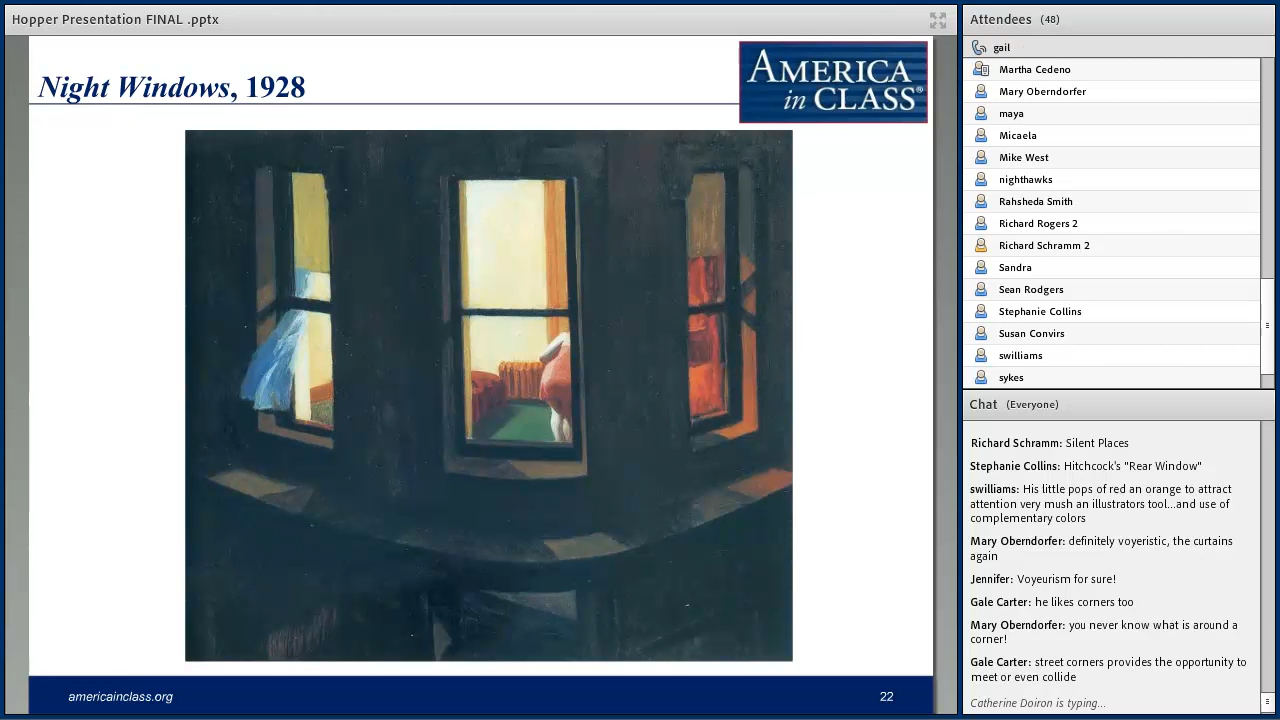 Hopper Presentation FINAL .pptx
Night Windows, 1928
AMERICA
in CLASS®
americainclass.org
22
Attendees (48)
gail
Martha Cedeno
Mary Oberndorfer
maya
Micaela
Mike West
nighthawks
Rahsheda Smith
Richard Rogers 2
Richard Schramm 2
Sandra
Sean Rodgers
Stephanie Collins
Susan Convirs
swilliams
sykes
Chat (Everyone)
Richard Schramm: Silent Places
Stephanie Collins: Hitchcock's "Rear Window"
swilliams: His little pops of red an orange to attract
attention very mush an illustrators tool...and use of
complementary colors
Mary Oberndorfer: definitely voyeristic, the curtains
again
Jennifer: Voyeurism for sure!
Gale Carter: he likes corners too
Mary Oberndorfer: you never know what is around a
corner!
Gale Carter: street corners provides the opportunity to
meet or even collide
Catherine Doiron is typing...